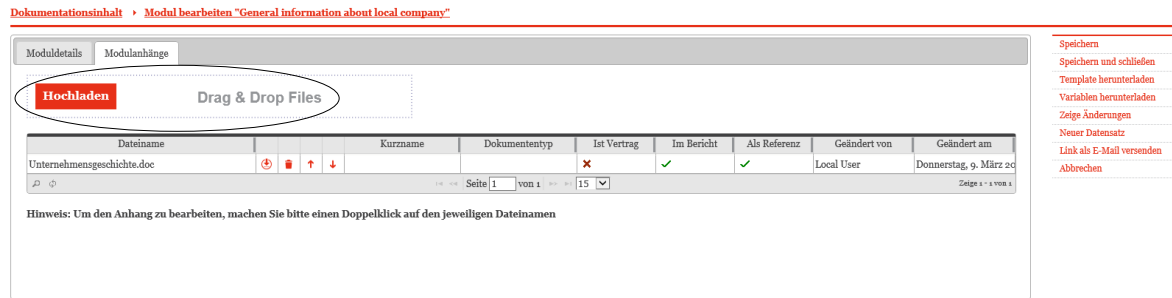 Dokumentationsinhalt Modul bearbeiten "General information about local company"
Moduldetails Modulanhänge
Hochladen Drag & Drop Files
Dateiname Kurzname Dokumententyp Ist Vertrag Im Bericht Als Referenz Geändert von Geändert am
Unternehmensgeschichte.doc Local User Donnerstag, 9. März 20
Seite 1 von 1 15 Zeige 1 - 1 von 1
Hinweis: Um den Anhang zu bearbeiten, machen Sie bitte einen Doppelklick auf den jeweiligen Dateinamen
Speichern
Speichern und schließen
Template herunterladen
Variablen herunterladen
Zeige Änderungen
Neuer Datensatz
Link als E-Mail versenden
Abbrechen